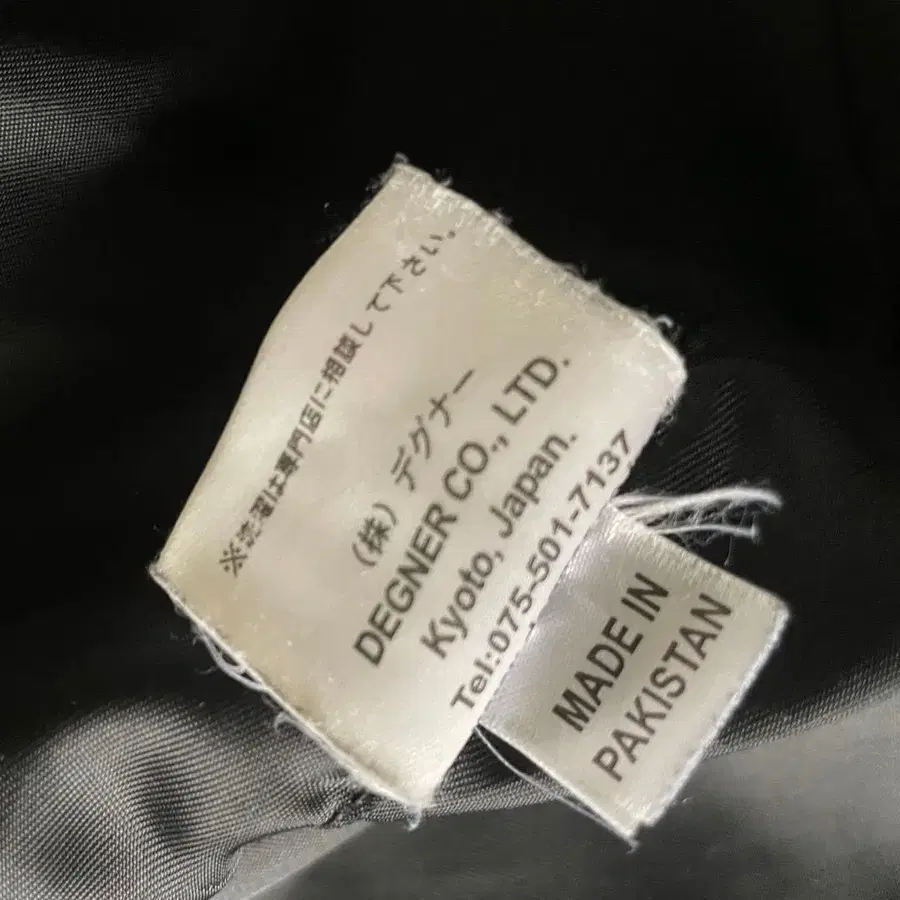 ※洗濯は専門店に相談して下さい。
(株)デグナー
DEGNER CO., LTD.
Kyoto, Japan.
Tel:075-501-7137
MADE IN
PAKISTAN